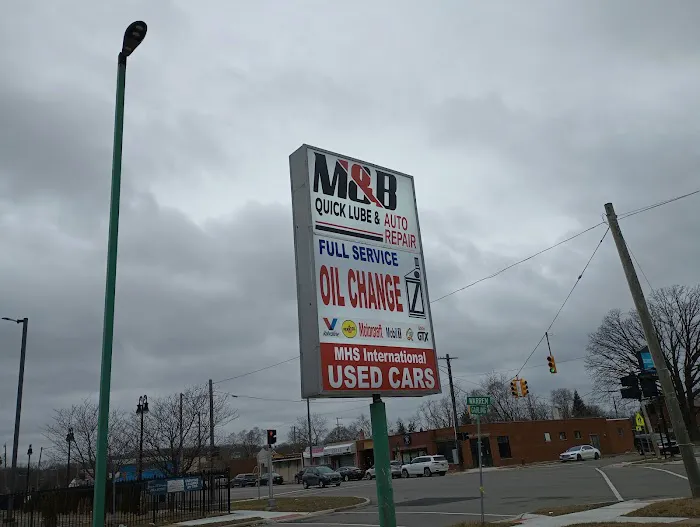 M&B
QUICK LUBE & AUTO REPAIR
FULL SERVICE
OIL CHANGE
Valvoline Motorcraft Mobil GTX
MHS International
USED CARS
WARREN